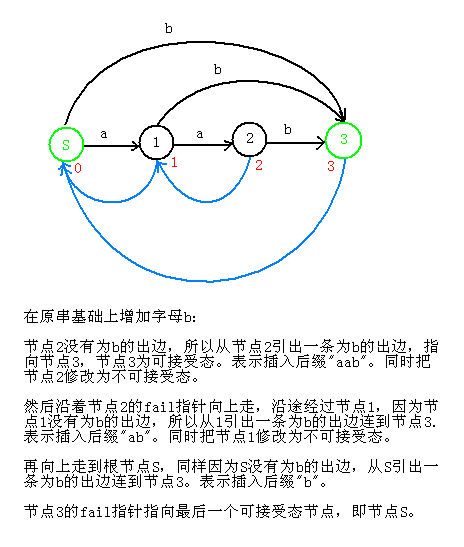 b
b
S
a
1
a
2
b
3
0
1
2
3
在原串基础上增加字母b：
节点2没有为b的出边，所以从节点2引出一条为b的出边，指
向节点3，节点3为可接受态。表示插入后缀"aab"。同时把
节点2修改为不可接受态。
然后沿着节点2的fail指针向上走，沿途经过节点1，因为节
点1没有为b的出边，所以从1引出一条为b的出边到节点3.
表示插入后缀"ab"。同时把节点1修改为不可接受态。
再向上走到根节点S，同样因为S没有为b的出边，从S引出一
条为b的出边连到节点3。表示插入后缀"b"。
节点3的fail指针指向最后一个可接受态节点，即节点S。